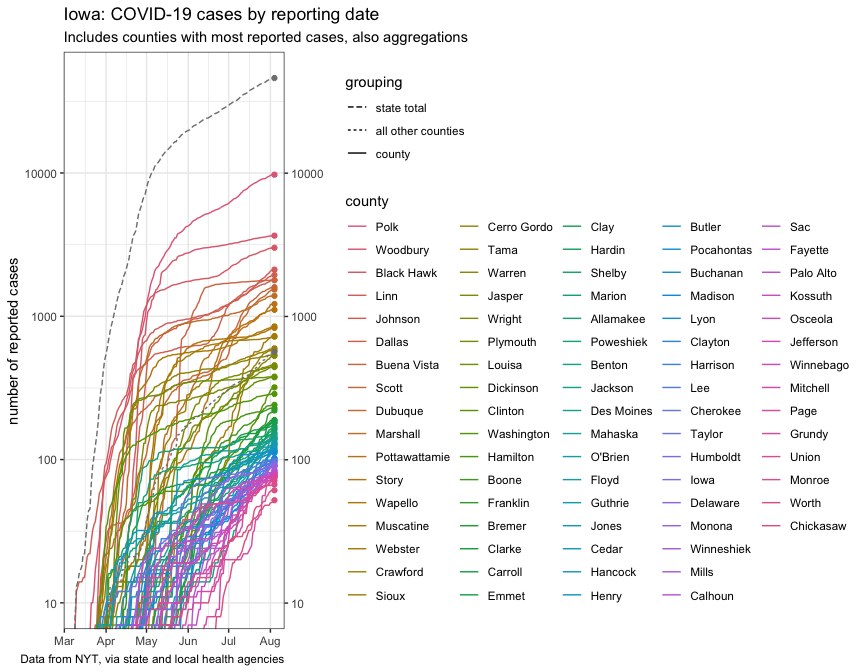 Iowa: COVID-19 cases by reporting date
Includes counties with most reported cases, also aggregations
number of reported cases
10000
1000
100
10
10000
1000
100
10
Mar Apr May Jun Jul Aug
Data from NYT, via state and local health agencies
grouping
state total
all other counties
county
county
Polk
Woodbury
Black Hawk
Linn
Johnson
Dallas
Buena Vista
Scott
Dubuque
Marshall
Pottawattamie
Story
Wapello
Muscatine
Webster
Crawford
Sioux
Cerro Gordo
Tama
Warren
Jasper
Wright
Plymouth
Louisa
Dickinson
Clinton
Washington
Hamilton
Boone
Franklin
Bremer
Clarke
Carroll
Emmet
Clay
Hardin
Shelby
Marion
Allamakee
Poweshiek
Benton
Jackson
Des Moines
Mahaska
O'Brien
Floyd
Guthrie
Jones
Cedar
Hancock
Henry
Butler
Pocahontas
Buchanan
Madison
Lyon
Clayton
Harrison
Lee
Cherokee
Taylor
Humboldt
Iowa
Delaware
Monona
Winneshiek
Mills
Calhoun
Sac
Fayette
Palo Alto
Kossuth
Osceola
Jefferson
Winnebago
Mitchell
Page
Grundy
Union
Monroe
Worth
Chickasaw